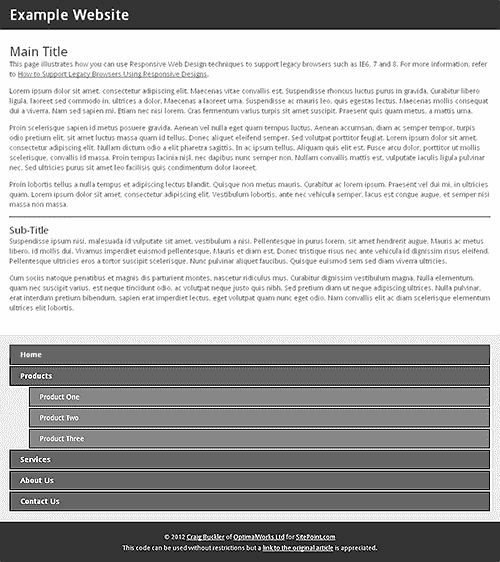 Example Website
Main Title
This page illustrates how you can use Responsive Web Design techniques to support legacy browsers such as IE6, 7 and 8. For more information, refer
to How to Support Legacy Browsers Using Responsive Designs.
Lorem ipsum dolor sit amet, consectetur adipiscing elit. Maecenas vitae convallis est. Suspendisse rhoncus luctus purus in gravida. Curabitur libero
ligula, laoreet sed commodo in, ultrices a dolor. Maecenas a laoreet urna. Suspendisse ac mauris leo, quis egestas lectus. Maecenas mollis consequat
dui a viverra. Nam sed sapien mi. Etiam nec nisi lorem. Cras fermentum varius turpis sit amet suscipit. Praesent quis quam metus, a mattis urna.
Proin scelerisque sapien id metus posuere gravida. Aenean vel nulla eget quam tempus luctus. Aenean accumsan, diam ac semper tempor, turpis
odio pretium elit, sit amet luctus massa quam id tellus. Donec aliquet eleifend semper. Sed volutpat porttitor feugiat. Lorem ipsum dolor sit amet,
consectetur adipiscing elit. Nullam dictum odio a elit pharetra sagittis. In ac ipsum tellus. Aliquam quis elit est. Fusce arcu dolor, porttitor ut mollis
scelerisque, convallis id massa. Proin tempus lacinia nisl, nec dapibus nunc semper non. Nullam convallis mattis est, vulputate iaculis ligula pulvinar
nec. Sed ultricies purus sit amet leo facilisis quis condimentum dolor laoreet.
Proin lobortis tellus a nulla tempus et adipiscing lectus blandit. Quisque non metus mauris. Curabitur ac lorem ipsum. Praesent vel dui mi, in ultricies
quam. Lorem ipsum dolor sit amet, consectetur adipiscing elit. Vestibulum lobortis, ante nec vehicula semper, lacus est congue augue, et semper nisi
massa non massa.
Sub-Title
Suspendisse ipsum nisi, malesuada id vulputate sit amet, vestibulum a nisi. Pellentesque in purus lorem, sit amet hendrerit augue. Mauris ac metus
libero, id mollis dui. Vivamus imperdiet euismod pellentesque. Mauris et diam est. Donec tristique risus nec ante vehicula id dignissim risus eleifend.
Pellentesque ultricies eros a tortor suscipit scelerisque. Nunc pulvinar aliquet faucibus. Quisque euismod sem sed diam viverra ultricies.
Cum sociis natoque penatibus et magnis dis parturient montes, nascetur ridiculus mus. Curabitur dignissim vestibulum magna. Nulla elementum,
quam nec suscipit varius, est neque tincidunt odio, ac volutpat neque justo quis nibh. Sed pretium diam ut neque adipiscing ultrices. Nulla pulvinar,
erat interdum pretium bibendum, sapien erat imperdiet lectus, eget volutpat quam nunc eget odio. Nam convallis elit ac diam scelerisque elementum
ultrices elit lobortis.
Home
Products
Product One
Product Two
Product Three
Services
About Us
Contact Us
© 2012 Craig Buckler of OptimalWorks Ltd for SitePoint.com
This code can be used without restrictions but a link to the original article is appreciated.